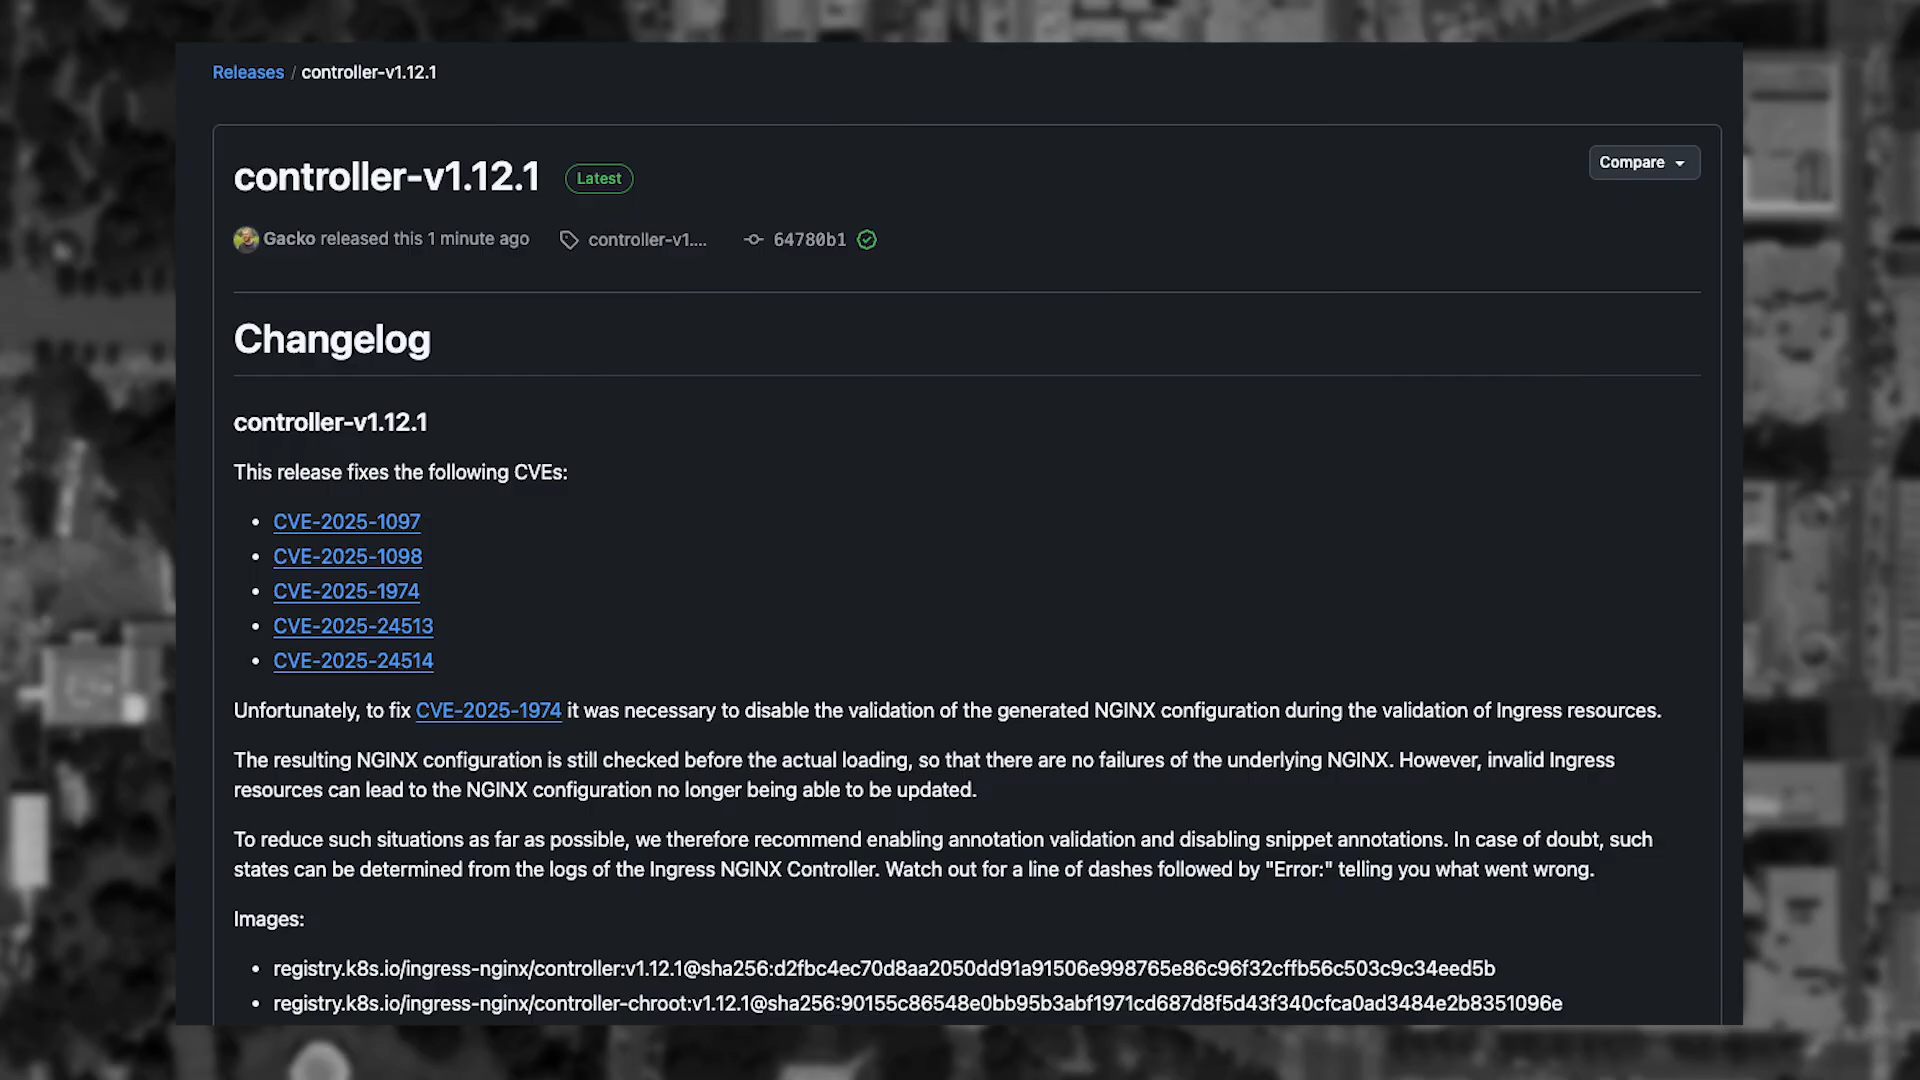 Releases / controller-v1.12.1
controller-v1.12.1 Latest
Compare
Gacko released this 1 minute ago controller-v1.... 64780b1
Changelog
controller-v1.12.1
This release fixes the following CVEs:
• CVE-2025-1097
• CVE-2025-1098
• CVE-2025-1974
• CVE-2025-24513
• CVE-2025-24514
Unfortunately, to fix CVE-2025-1974 it was necessary to disable the validation of the generated NGINX configuration during the validation of Ingress resources.
The resulting NGINX configuration is still checked before the actual loading, so that there are no failures of the underlying NGINX. However, invalid Ingress
resources can lead to the NGINX configuration no longer being able to be updated.
To reduce such situations as far as possible, we therefore recommend enabling annotation validation and disabling snippet annotations. In case of doubt, such
states can be determined from the logs of the Ingress NGINX Controller. Watch out for a line of dashes followed by "Error:" telling you what went wrong.
Images:
• registry.k8s.io/ingress-nginx/controller:v1.12.1@sha256:d2fbc4ec70d8aa2050dd91a91506e998765e86c96f32cffb56c503c9c34eed5b
• registry.k8s.io/ingress-nginx/controller-chroot:v1.12.1@sha256:90155c86548e0bb95b3abf1971cd687d8f5d43f340cfca0ad3484e2b8351096e